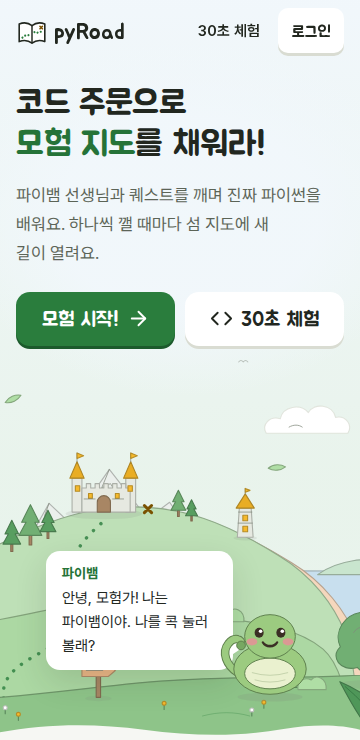 pyRoad
30초 체험
로그인
코드 주문으로
모험 지도를 채워라!
파이뱀 선생님과 퀘스트를 깨며 진짜 파이썬을
배워요. 하나씩 깰 때마다 섬 지도에 새
길이 열려요.
모험 시작!
30초 체험
파이뱀
안녕, 모험가! 나는
파이뱀이야. 나를 콕 눌러
볼래?